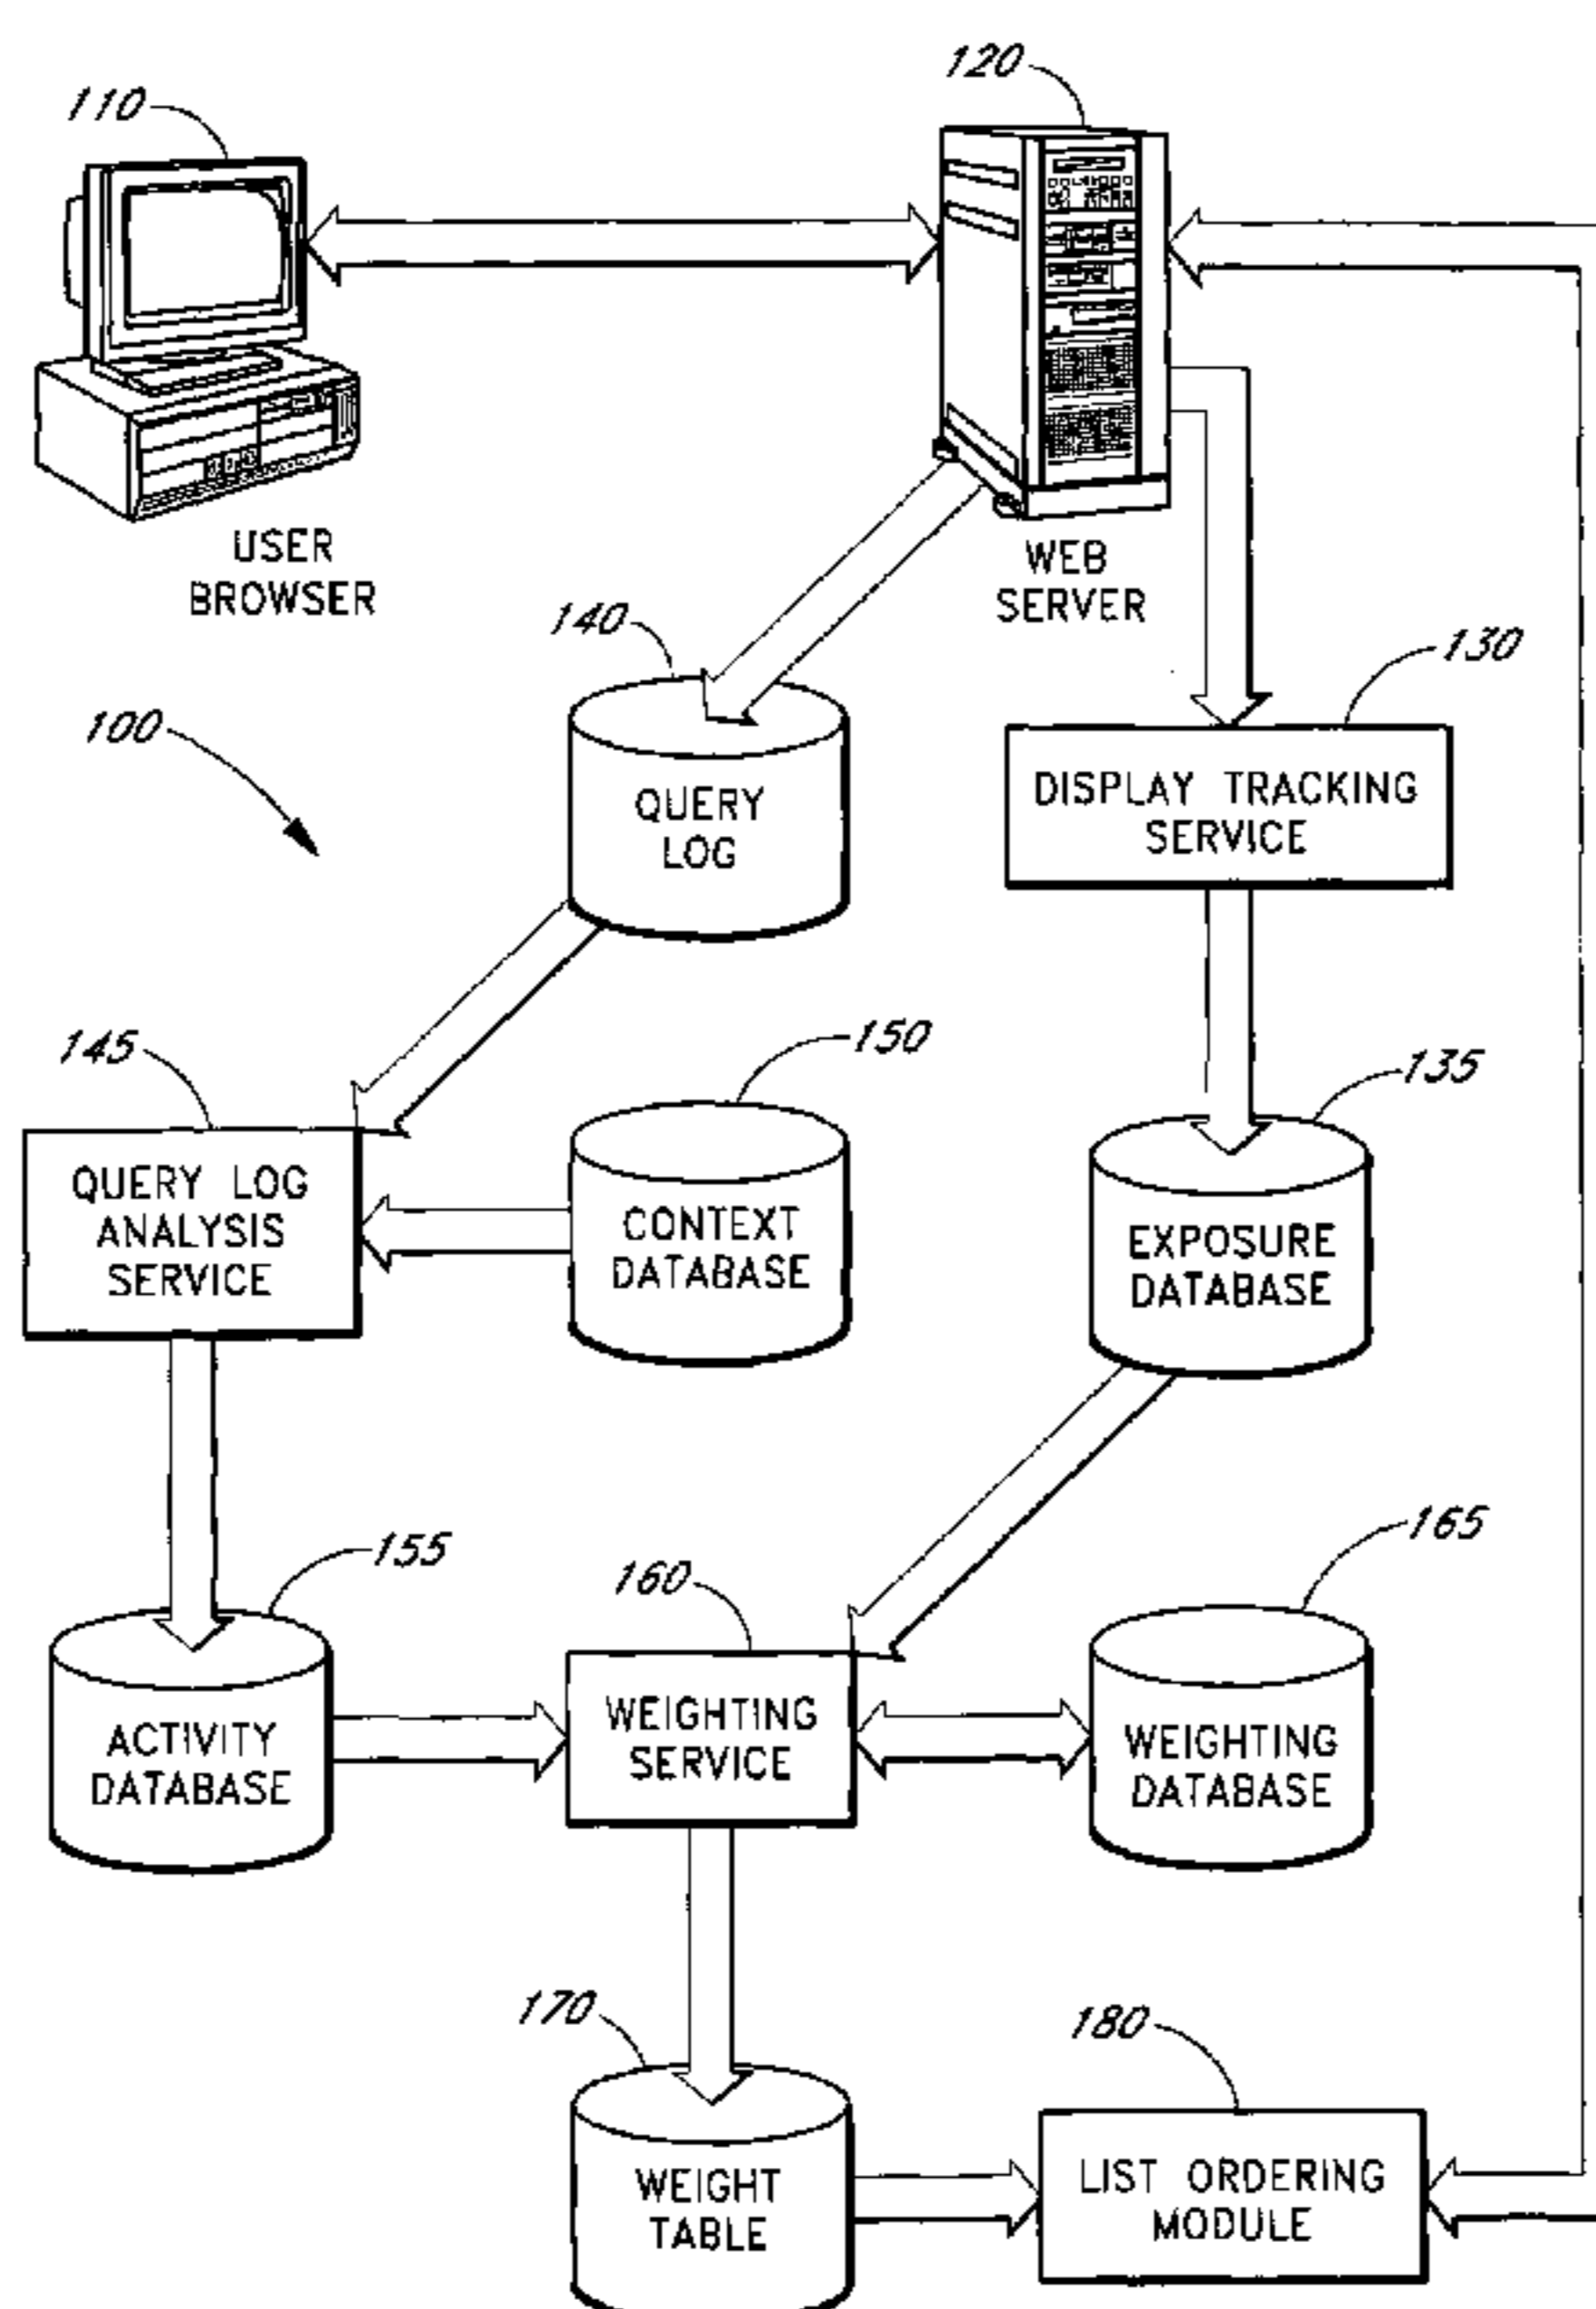 120
110
USER
BROWSER
WEB
SERVER
140
130
100
QUERY
LOG
DISPLAY TRACKING
SERVICE
145
150
135
QUERY LOG
ANALYSIS
SERVICE
CONTEXT
DATABASE
EXPOSURE
DATABASE
155
160
165
ACTIVITY
DATABASE
WEIGHTING
SERVICE
WEIGHTING
DATABASE
170
180
WEIGHT
TABLE
LIST ORDERING
MODULE